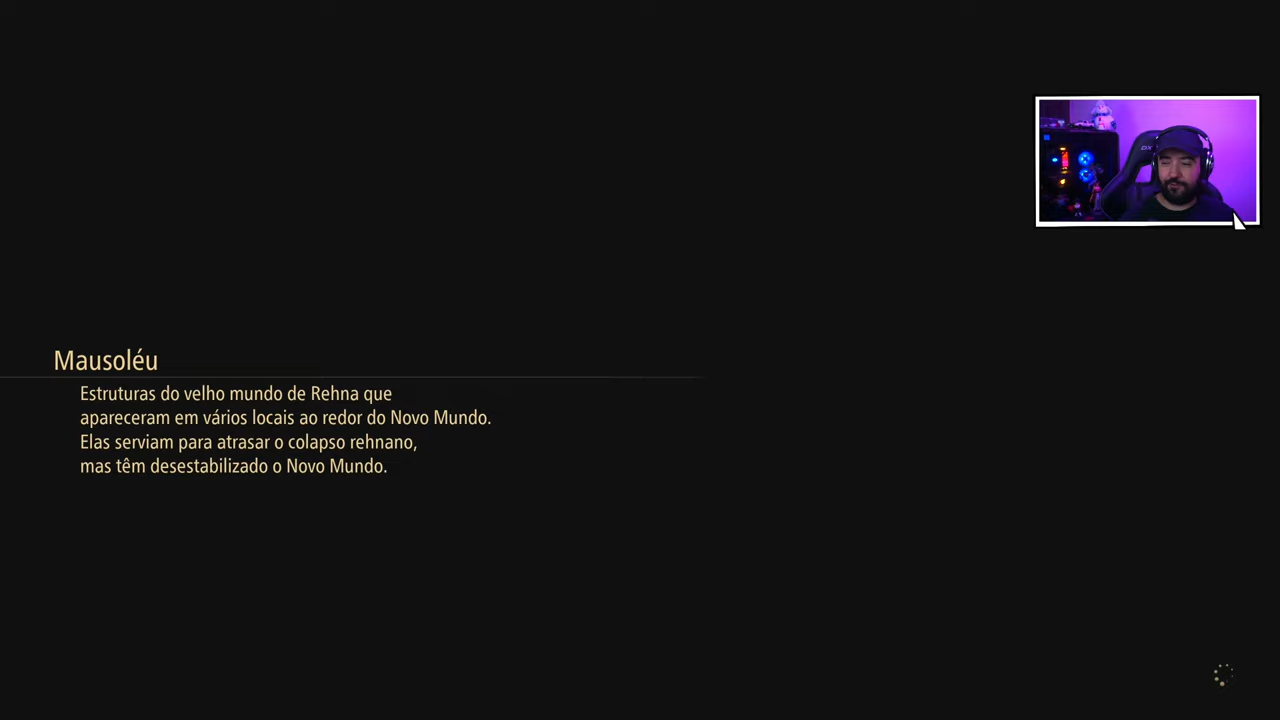 Mausoléu
Estruturas do velho mundo de Rehna que
apareceram em vários locais ao redor do Novo Mundo.
Elas serviam para atrasar o colapso rehnano,
mas têm desestabilizado o Novo Mundo.